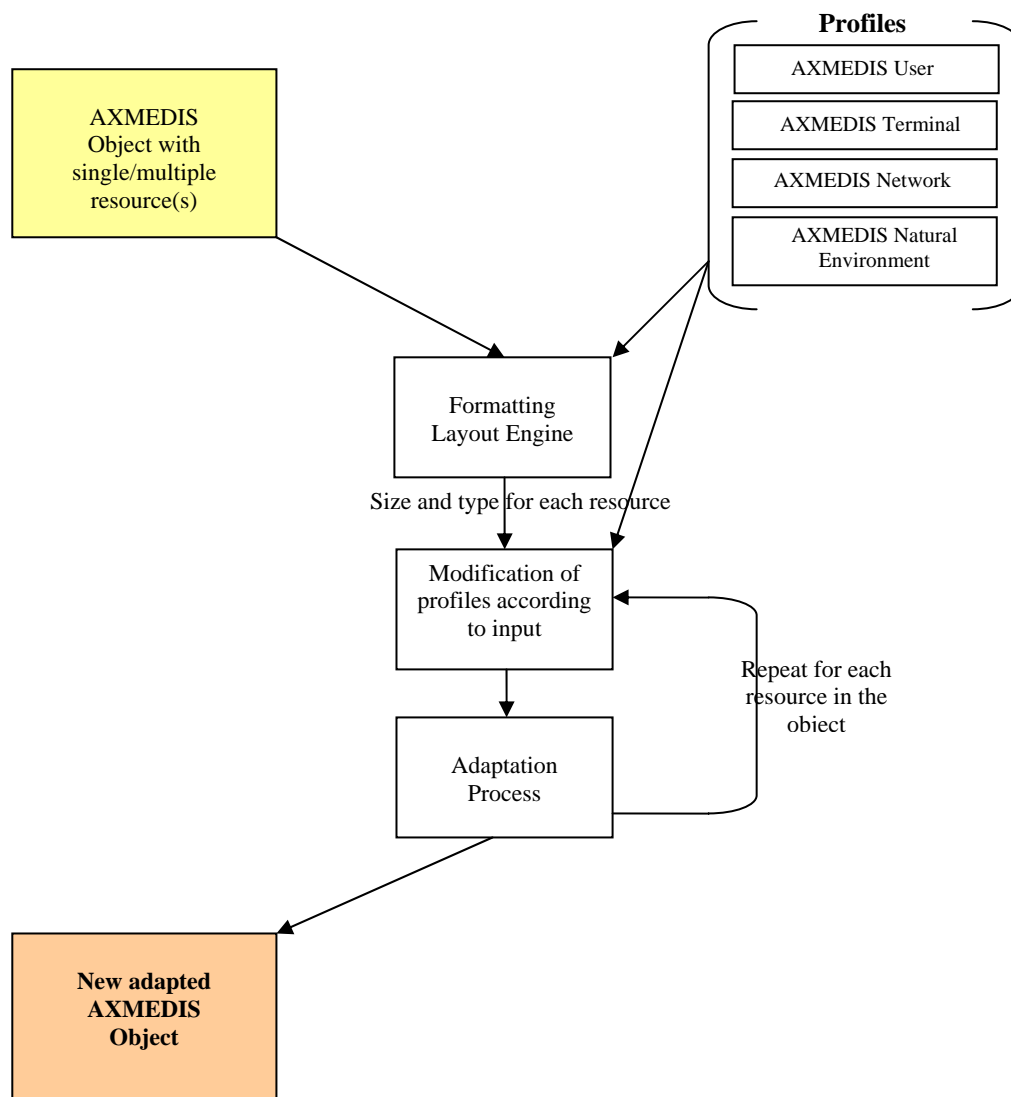 Profiles
AXMEDIS User
AXMEDIS Terminal
AXMEDIS Network
AXMEDIS Natural
Environment
AXMEDIS
Object with
single/multiple
resource(s)
Formatting
Layout Engine
Size and type for each resource
Modification of
profiles according
to input
Repeat for each
resource in the
object
Adaptation
Process
New adapted
AXMEDIS
Object